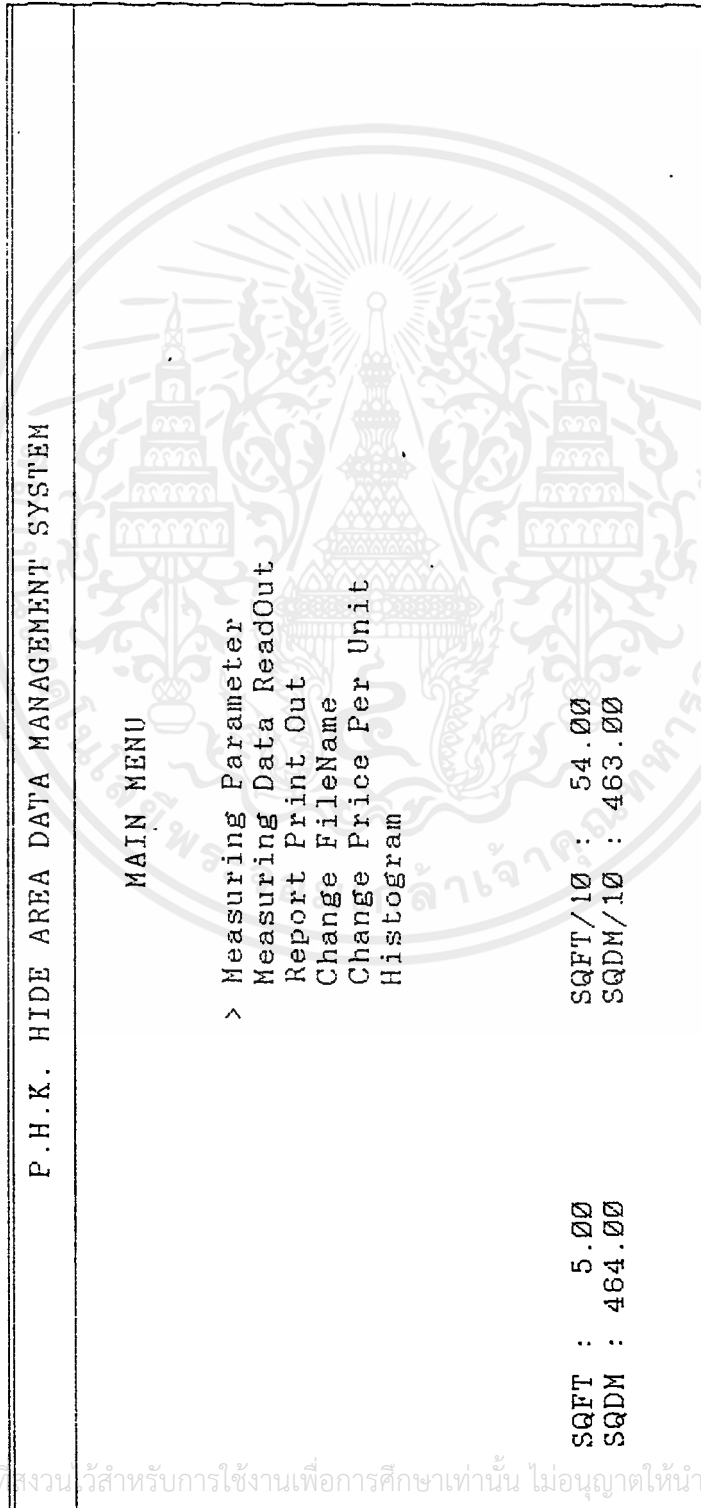 P.H.K. HIDE AREA DATA MANAGEMENT SYSTEM
MAIN MENU
> Measuring Parameter
Measuring Data ReadOut
Report Print Out
Change FileName
Change Price Per Unit
Histogram
SQFT : 5.00 SQFT/10 : 54.00
SQDM : 464.00 SQDM/10 : 463.00
สงวนไว้สำหรับการใช้งานเพื่อการศึกษาเท่านั้น ไม่อนุญาตให้นำ